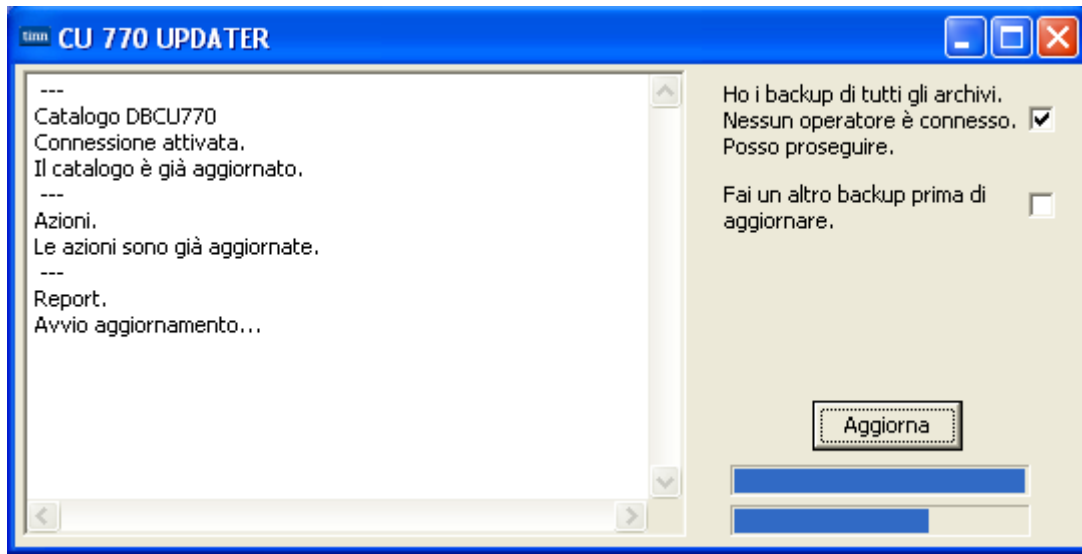 tinn CU 770 UPDATER
---
Catalogo DBCU770
Connessione attivata.
Il catalogo è già aggiornato.
---
Azioni.
Le azioni sono già aggiornate.
---
Report.
Avvio aggiornamento...
Ho i backup di tutti gli archivi.
Nessun operatore è connesso.
Posso proseguire.
Fai un altro backup prima di
aggiornare.
Aggiorna